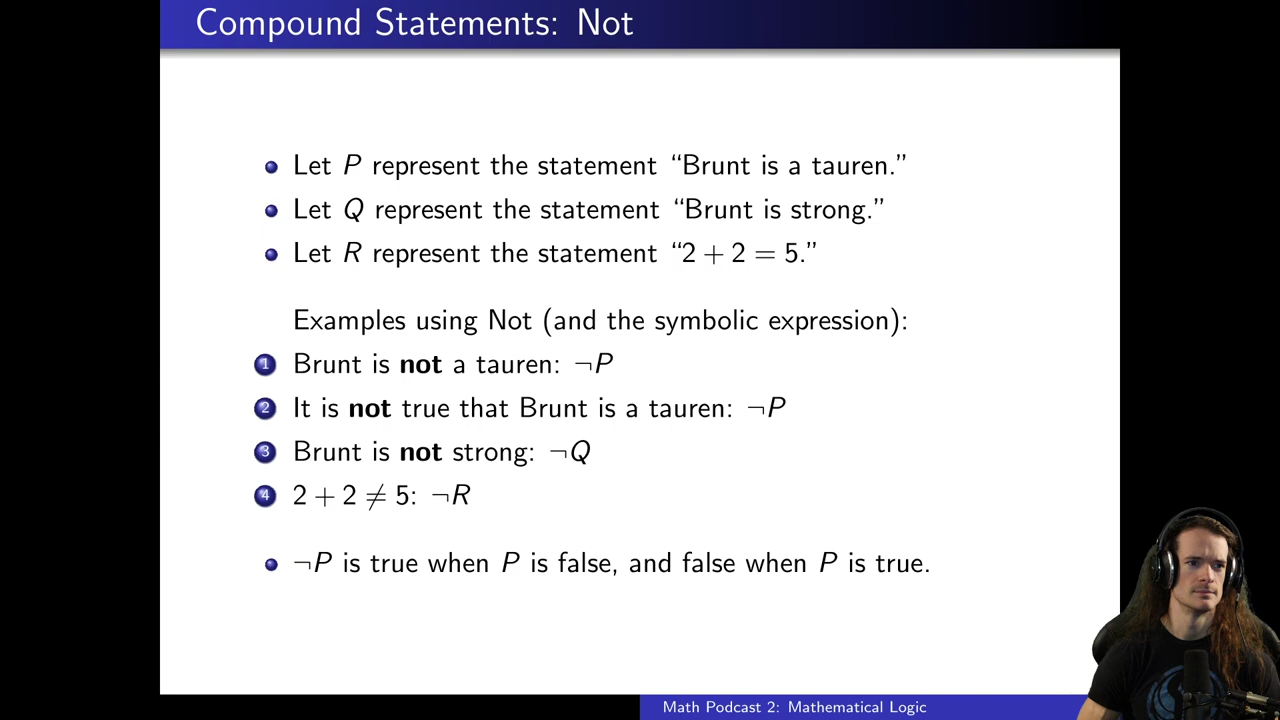 Compound Statements: Not
Let P represent the statement “Brunt is a tauren.”
Let Q represent the statement “Brunt is strong.”
Let R represent the statement “2 + 2 = 5.”
Examples using Not (and the symbolic expression):
1 Brunt is not a tauren: ¬P
2 It is not true that Brunt is a tauren: ¬P
3 Brunt is not strong: ¬Q
4 2 + 2 ≠ 5: ¬R
¬P is true when P is false, and false when P is true.
Math Podcast 2: Mathematical Logic